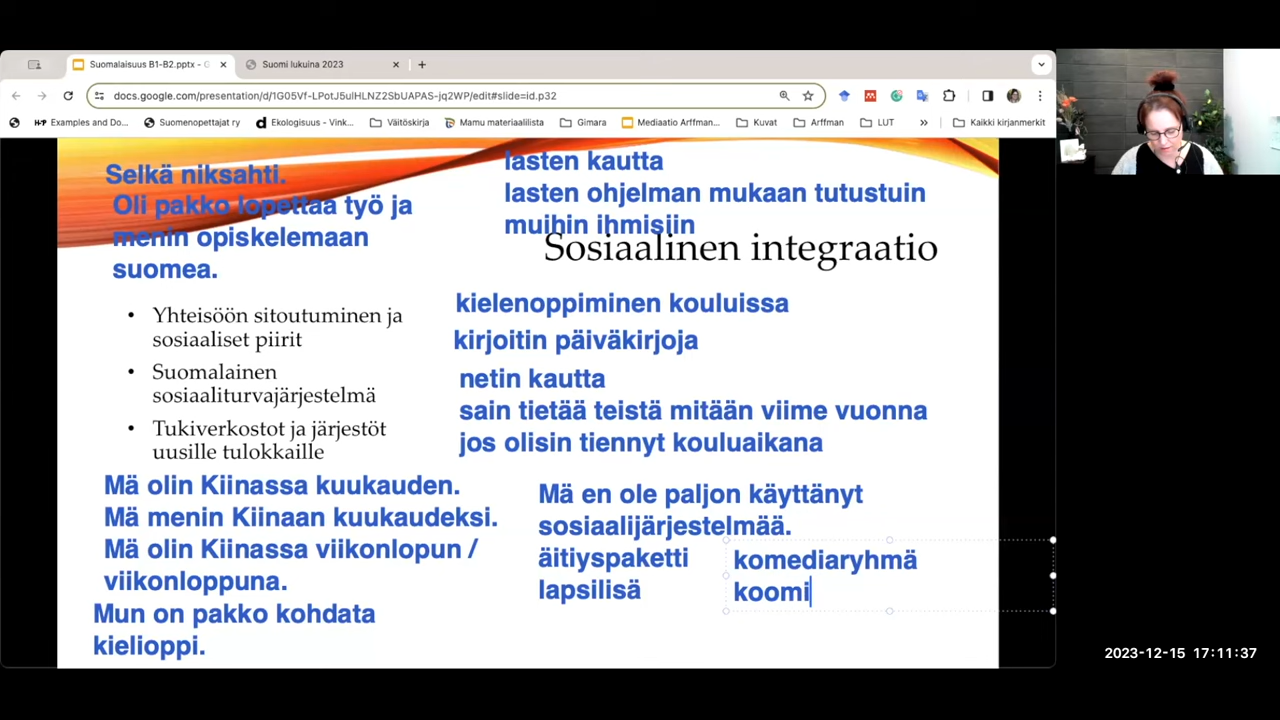 Suomalaisuus B1-B2.pptx - G
Suomi lukuina 2023
docs.google.com/presentation/d/1G05Vf-LPotJ5ulHLNZ2SbUAPAS-jq2WP/edit#slide=id.p32
Examples and Do...
Suomenopettajat ry
Ekologisuus - Vink...
Väitöskirja
Mamu materiaalista
Gimara
Mediaatio Arffman...
Kuvat
Arffman
LUT
»
Kaikki kirjanmerkit
Selkä niksahti.
Oli pakko lopettaa työ ja
menin opiskelemaan
suomea.
lasten kautta
lasten ohjelman mukaan tutustuin
muihin ihmisiin
Sosiaalinen integraatio
• Yhteisöön sitoutuminen ja
sosiaaliset piirit
• Suomalainen
sosiaaliturvajärjestelmä
• Tukiverkostot ja järjestöt
uusille tulokkaille
kielenoppiminen kouluissa
kirjoitin päiväkirjoja
netin kautta
sain tietää teistä mitään viime vuonna
jos olisin tiennyt kouluaikana
Mä olin Kiinassa kuukauden.
Mä menin Kiinaan kuukaudeksi.
Mä olin Kiinassa viikonlopun /
viikonloppuna.
Mun on pakko kohdata
kielioppi.
Mä en ole paljon käyttänyt
sosiaalijärjestelmää.
äitiyspaketti
lapsilisä
komediaryhmä
koomi
2023-12-15 17:11:37